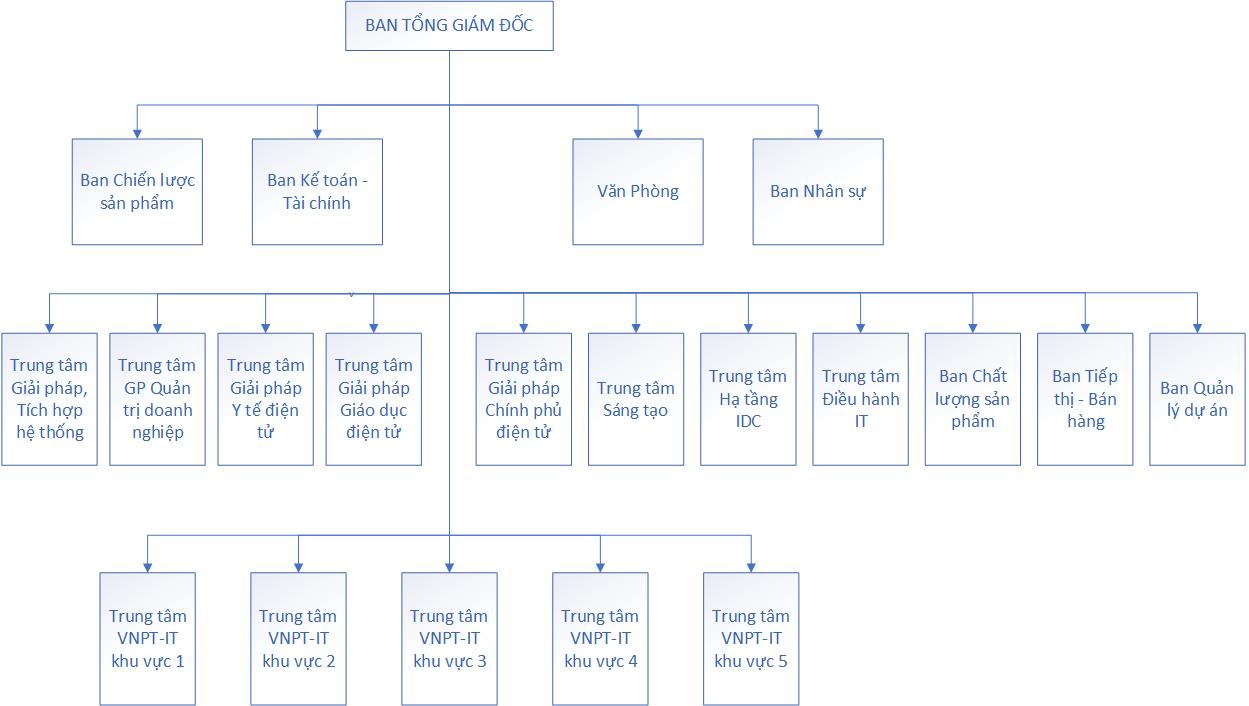 BAN TỔNG GIÁM ĐỐC
Ban Chiến lược
sản phẩm
Ban Kế toán -
Tài chính
Văn Phòng
Ban Nhân sự
v
Trung tâm
Giải pháp,
Tích hợp
hệ thống
Trung tâm
GP Quản
trị doanh
nghiệp
Trung tâm
Giải pháp
Y tế điện
tử
Trung tâm
Giải pháp
Giáo dục
điện tử
Trung tâm
Giải pháp
Chính phủ
điện tử
Trung tâm
Sáng tạo
Trung tâm
Hạ tầng
IDC
Trung tâm
Điều hành
IT
Ban Chất
lượng sản
phẩm
Ban Tiếp
thị - Bán
hàng
Ban Quản
lý dự án
Trung tâm
VNPT-IT
khu vực 1
Trung tâm
VNPT-IT
khu vực 2
Trung tâm
VNPT-IT
khu vực 3
Trung tâm
VNPT-IT
khu vực 4
Trung tâm
VNPT-IT
khu vực 5